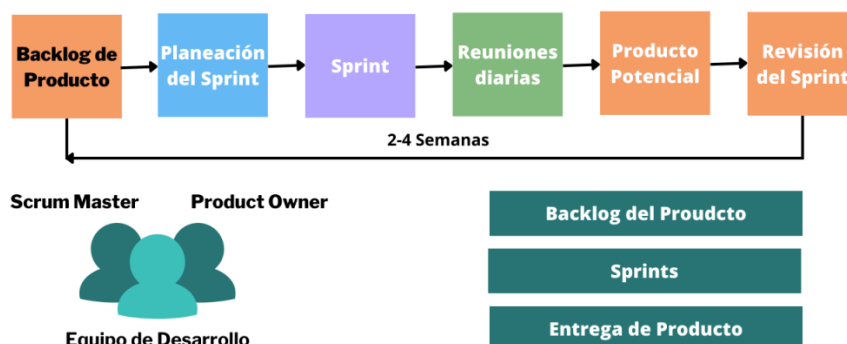 Backlog de
Producto
Planeación
del Sprint
Sprint
Reuniones
diarias
Producto
Potencial
Revisión
del Sprint
2-4 Semanas
Scrum Master
Product Owner
Equipo de Desarrollo
Backlog del Proudcto
Sprints
Entrega de Producto